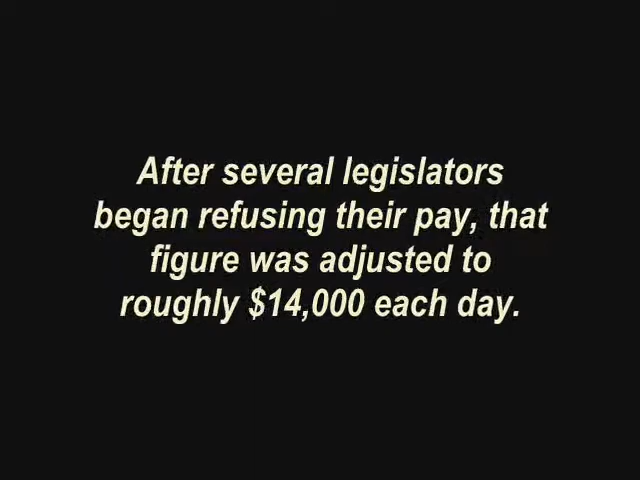 After several legislators
began refusing their pay, that
figure was adjusted to
roughly $14,000 each day.